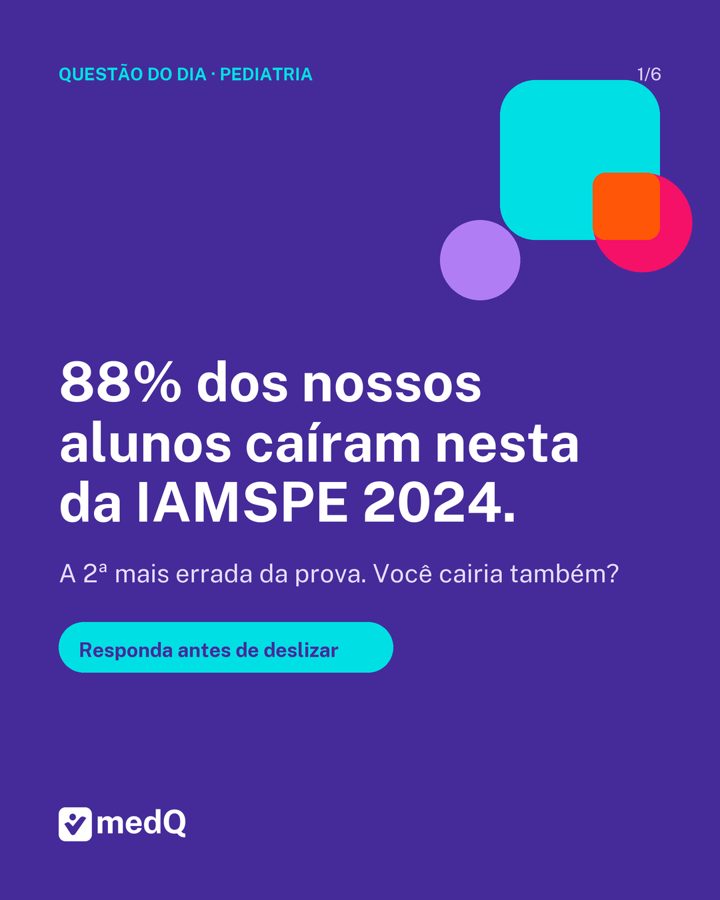 QUESTÃO DO DIA · PEDIATRIA
1/6
88% dos nossos
alunos caíram nesta
da IAMSPE 2024.
A 2ª mais errada da prova. Você cairia também?
Responda antes de deslizar
medQ